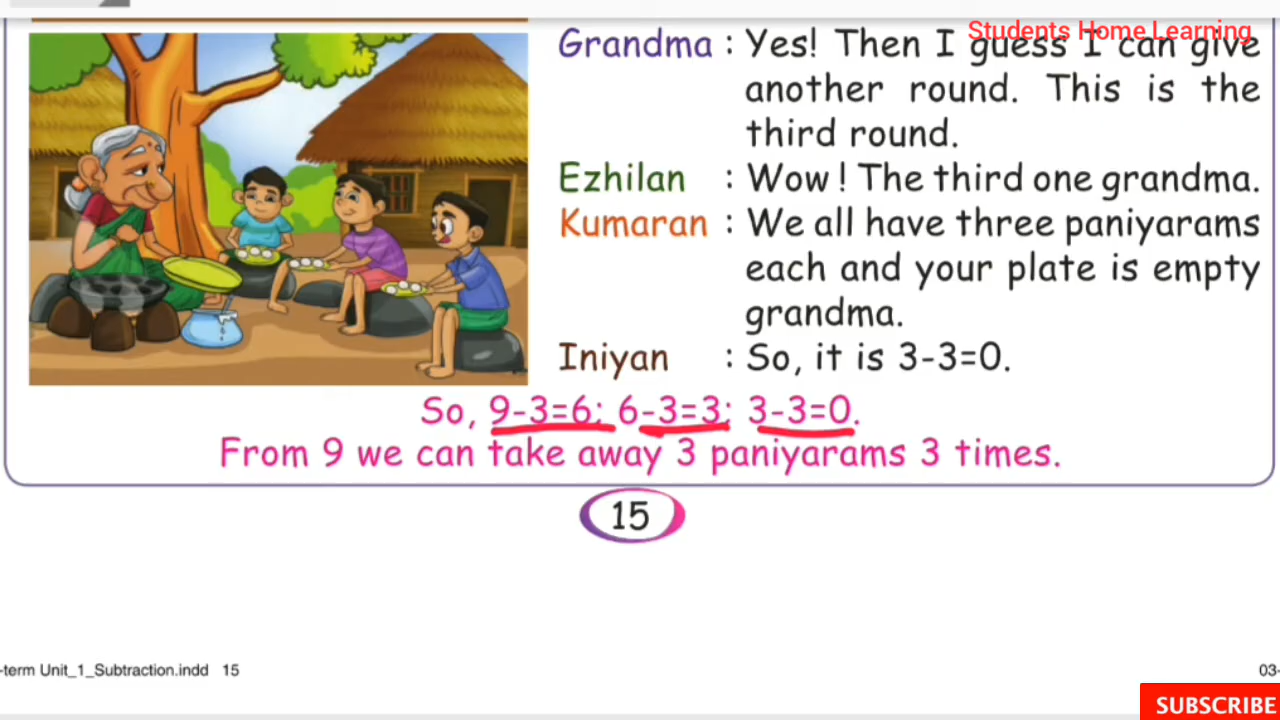 Students Home Learning
Grandma : Yes! Then I guess I can give
another round. This is the
third round.
Ezhilan : Wow ! The third one grandma.
Kumaran : We all have three paniyarams
each and your plate is empty
grandma.
Iniyan : So, it is 3-3=0.
So, 9-3=6; 6-3=3; 3-3=0.
From 9 we can take away 3 paniyarams 3 times.
15
-term Unit_1_Subtraction.indd 15
03-
SUBSCRIBE